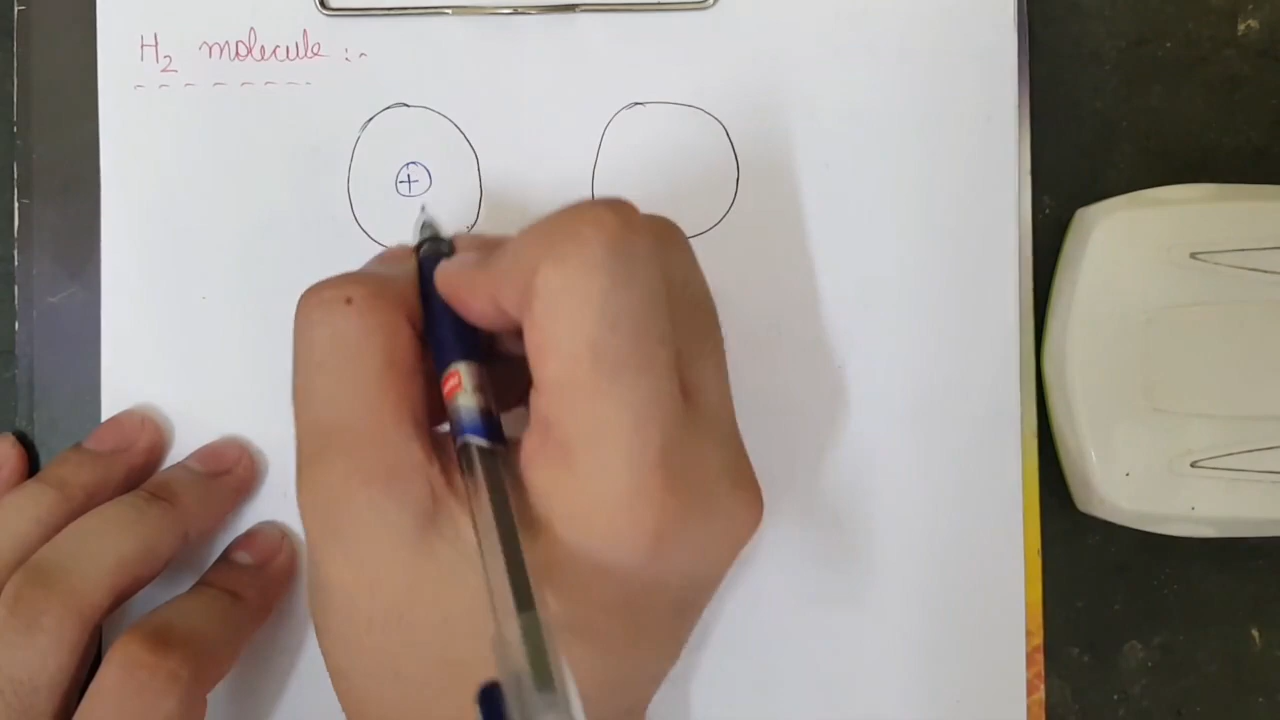 H₂ molecule :-
+